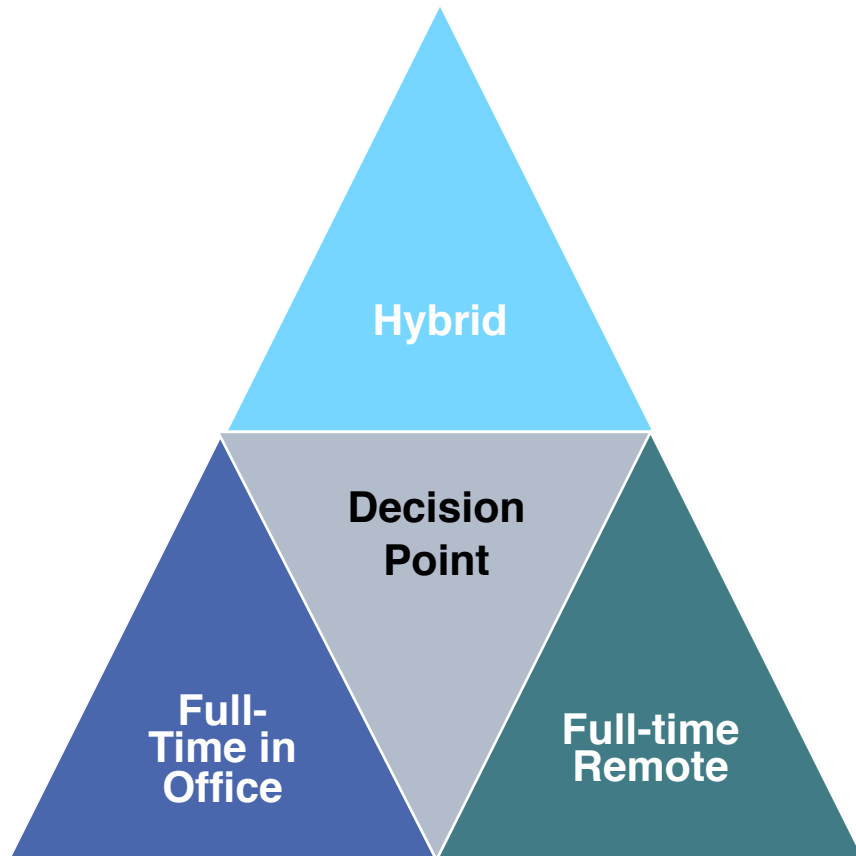 Hybrid
Decision
Point
Full-
Time in
Office
Full-time
Remote